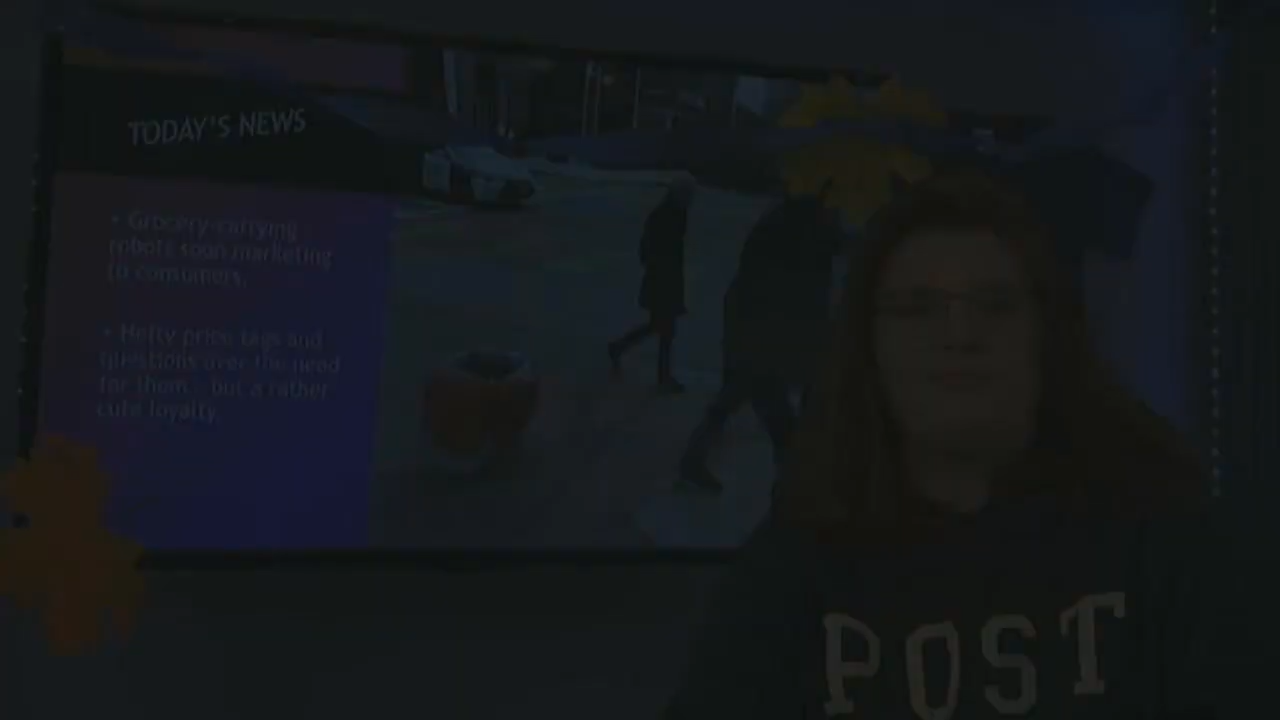 TODAY'S NEWS
• Grocery-carrying
robots soon marketing
to consumers.
• Hefty price tags and
questions over the need
for them... but a rather
cute loyalty.
POST